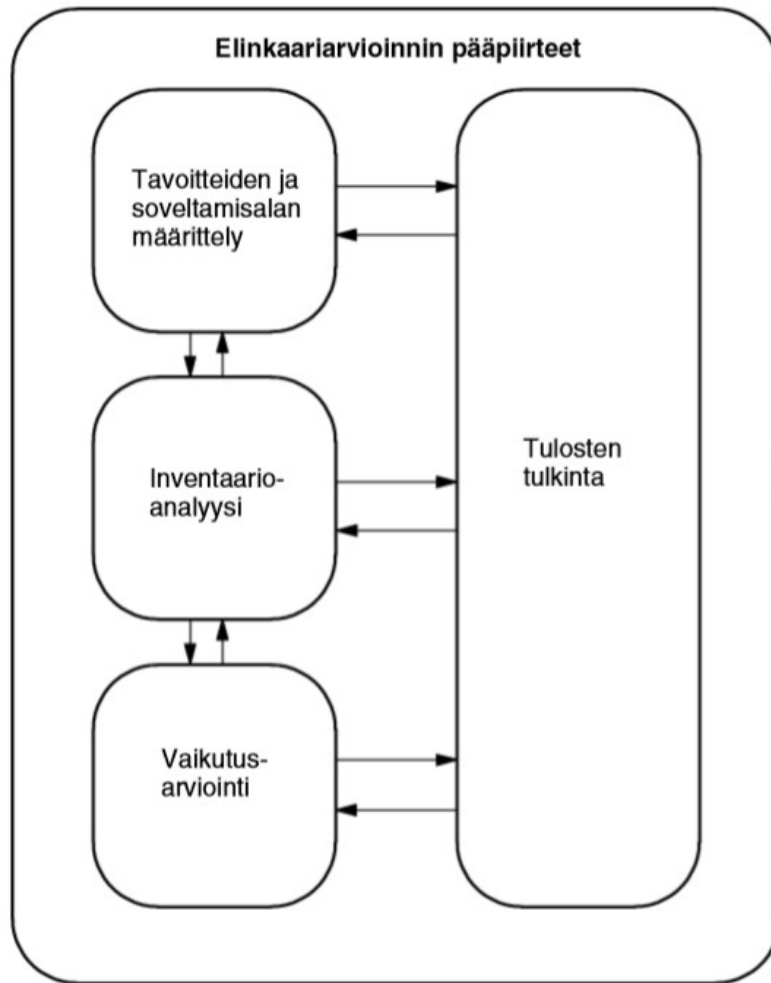 Elinkaariarvioinnin pääpiirteet
Tavoitteiden ja
soveltamisalan
määrittely
Inventaario-
analyysi
Vaikutus-
arviointi
Tulosten
tulkinta